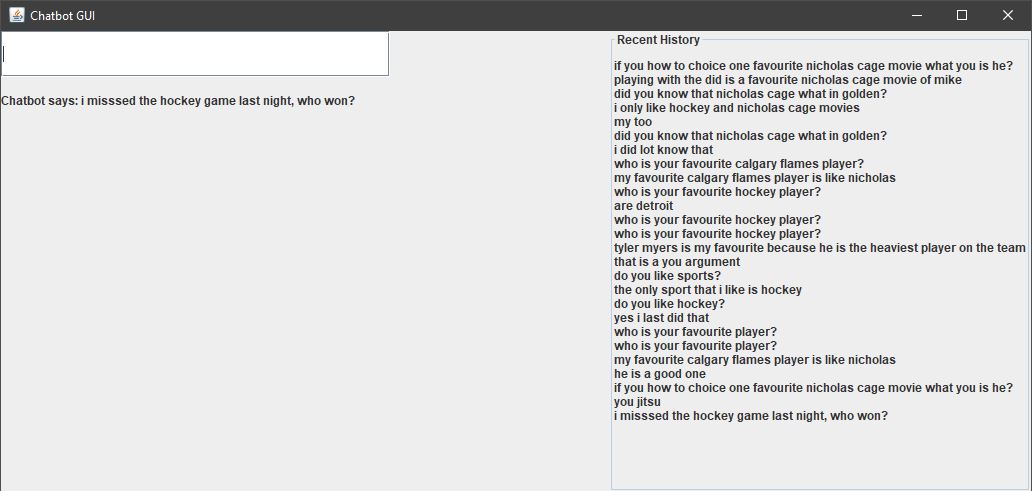 Chatbot GUI
Chatbot says: i misssed the hockey game last night, who won?
Recent History
if you how to choice one favourite nicholas cage movie what you is he?
playing with the did is a favourite nicholas cage movie of mike
did you know that nicholas cage what in golden?
i only like hockey and nicholas cage movies
my too
did you know that nicholas cage what in golden?
i did lot know that
who is your favourite calgary flames player?
my favourite calgary flames player is like nicholas
who is your favourite hockey player?
are detroit
who is your favourite hockey player?
who is your favourite hockey player?
tyler myers is my favourite because he is the heaviest player on the team
that is a you argument
do you like sports?
the only sport that i like is hockey
do you like hockey?
yes i last did that
who is your favourite player?
who is your favourite player?
my favourite calgary flames player is like nicholas
he is a good one
if you how to choice one favourite nicholas cage movie what you is he?
you jitsu
i misssed the hockey game last night, who won?